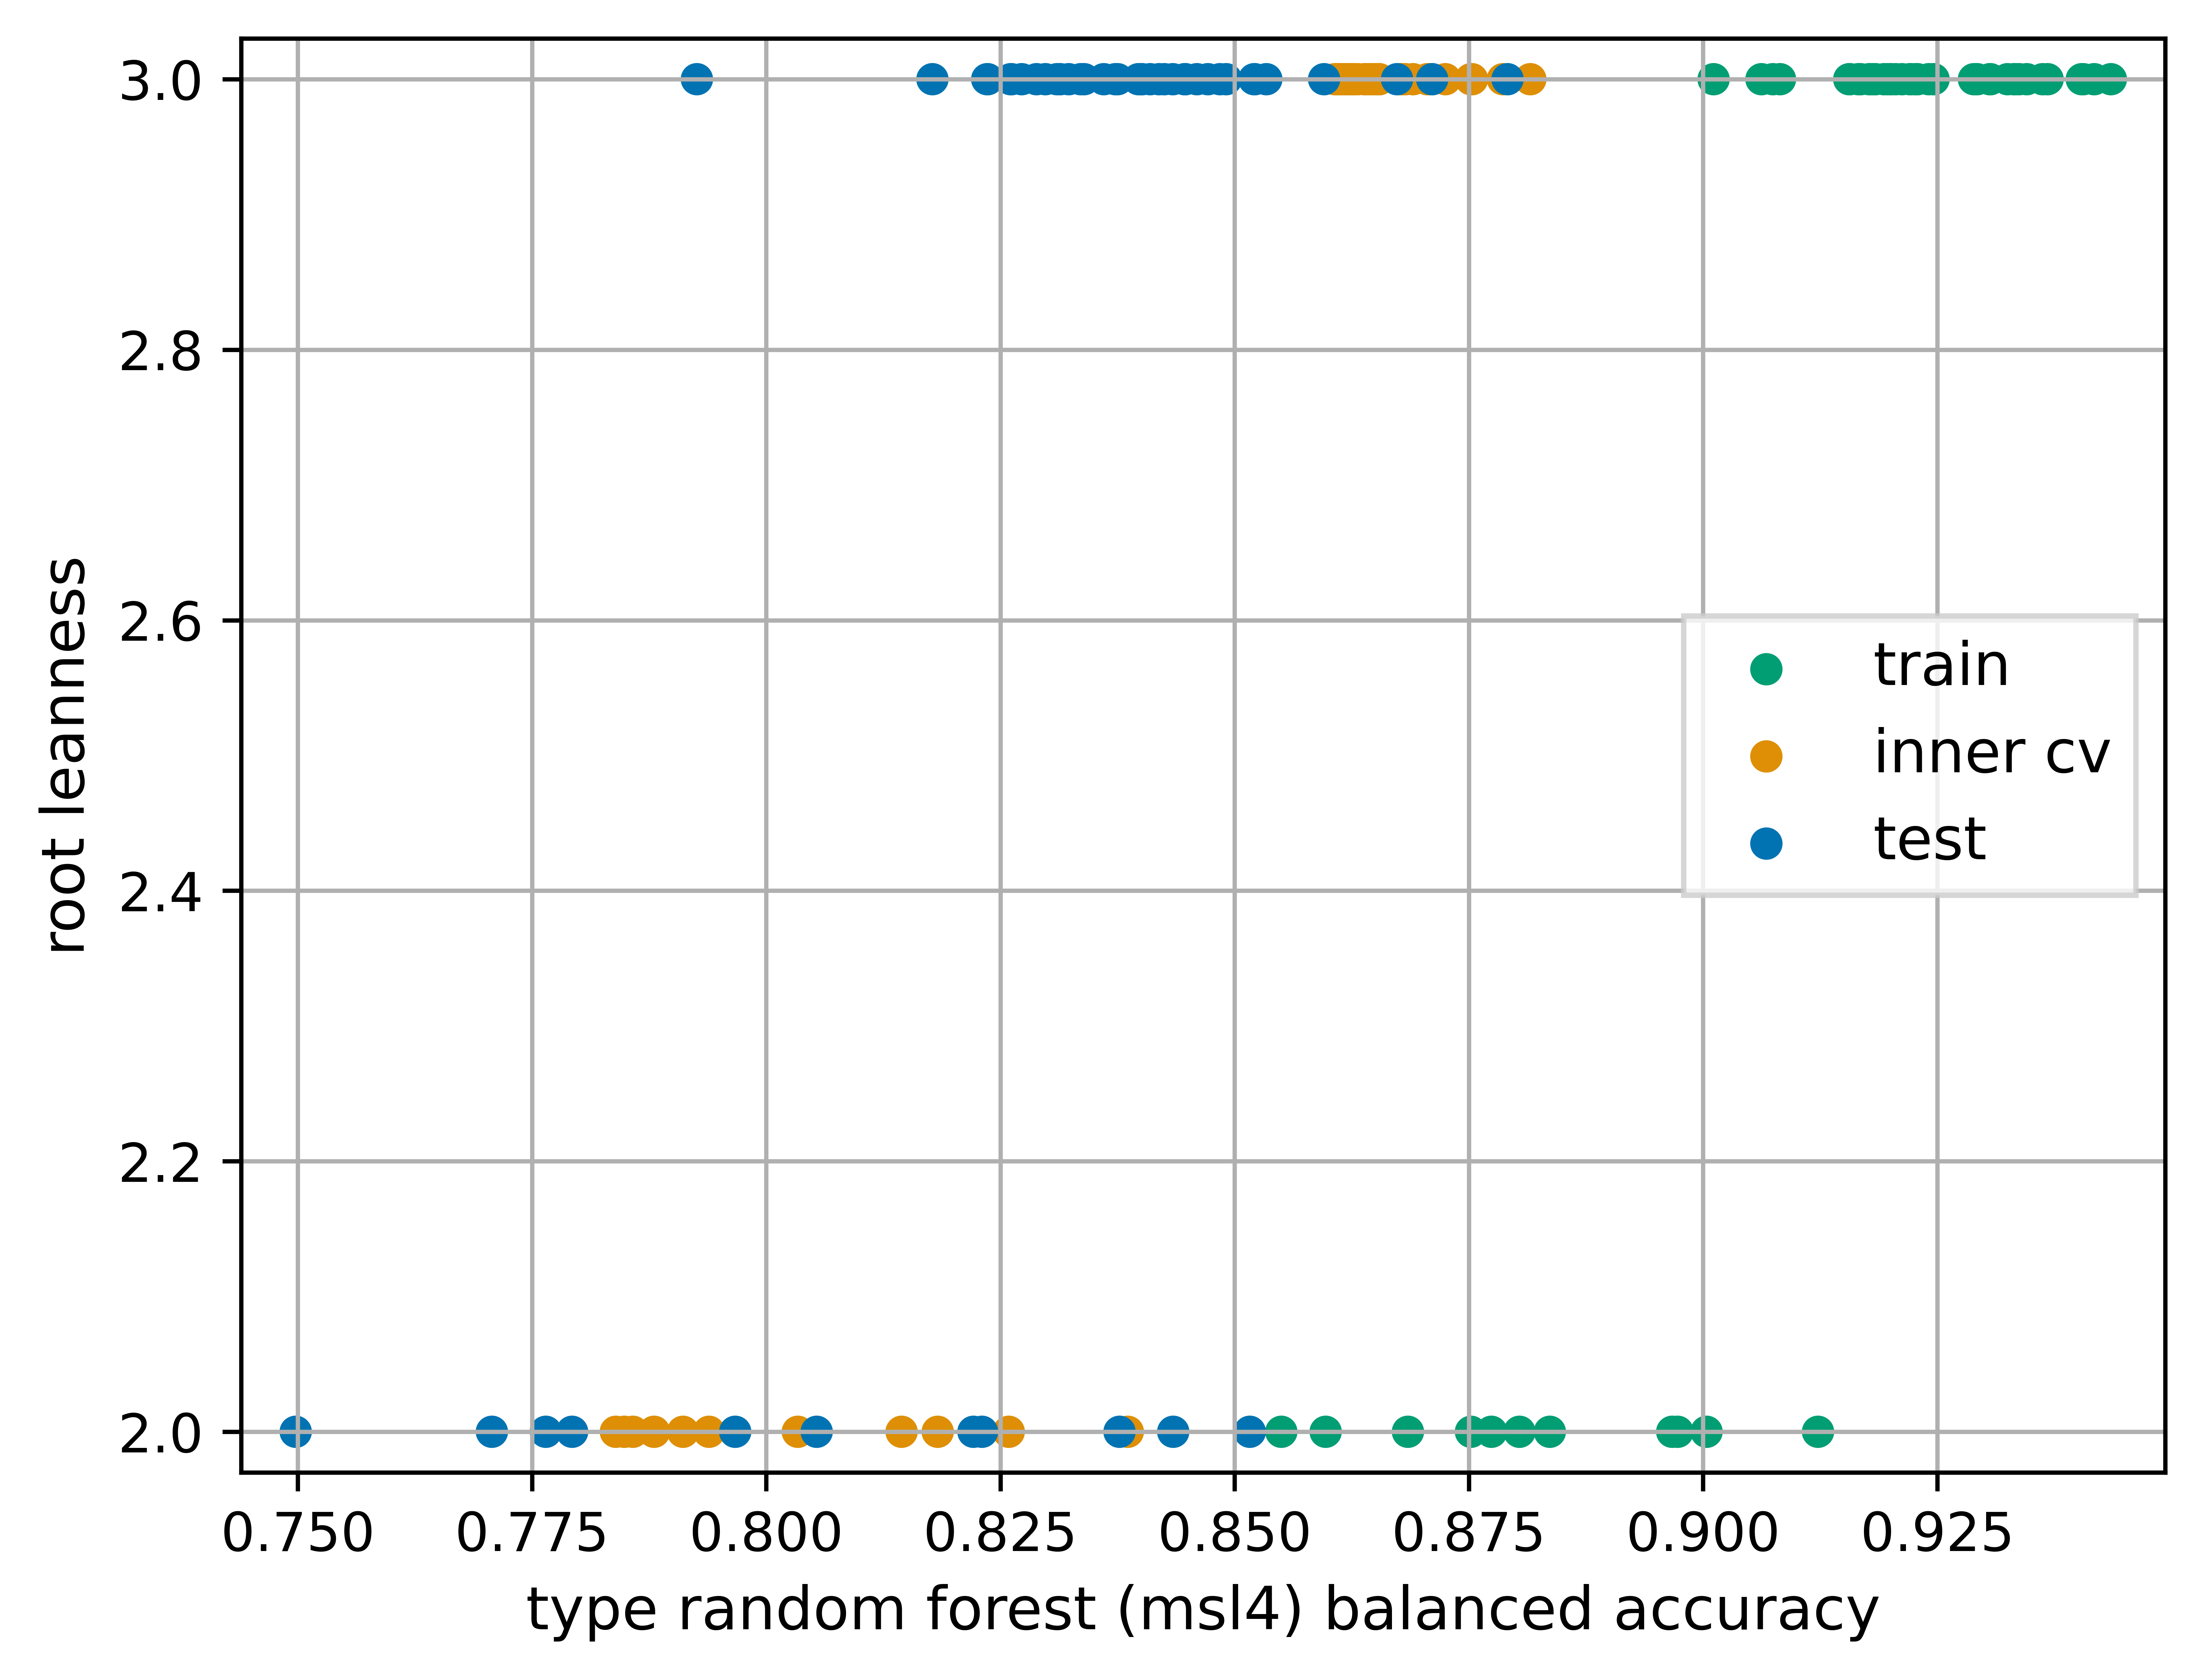 3.0
2.8
2.6
2.4
2.2
2.0
root leanness
train
inner cv
test
0.750 0.775 0.800 0.825 0.850 0.875 0.900 0.925
type random forest (msl4) balanced accuracy